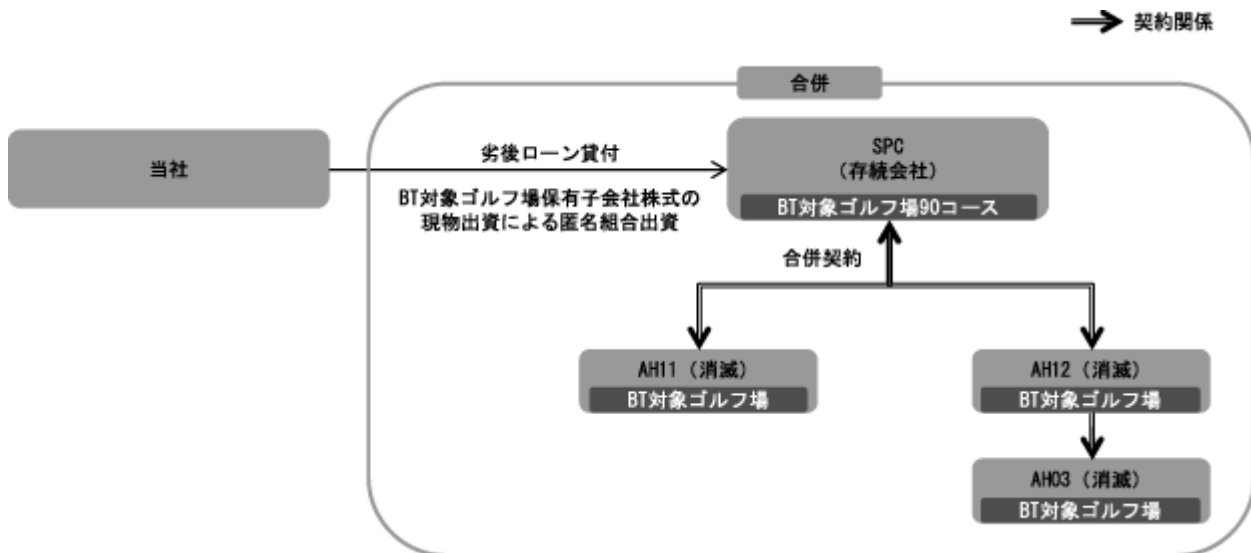 契約関係
合併
当社
劣後ローン貸付
BT対象ゴルフ場保有子会社株式の
現物出資による匿名組合出資
SPC
(存続会社)
BT対象ゴルフ場90コース
合併契約
AH11 (消滅)
BT対象ゴルフ場
AH12 (消滅)
BT対象ゴルフ場
AH03 (消滅)
BT対象ゴルフ場